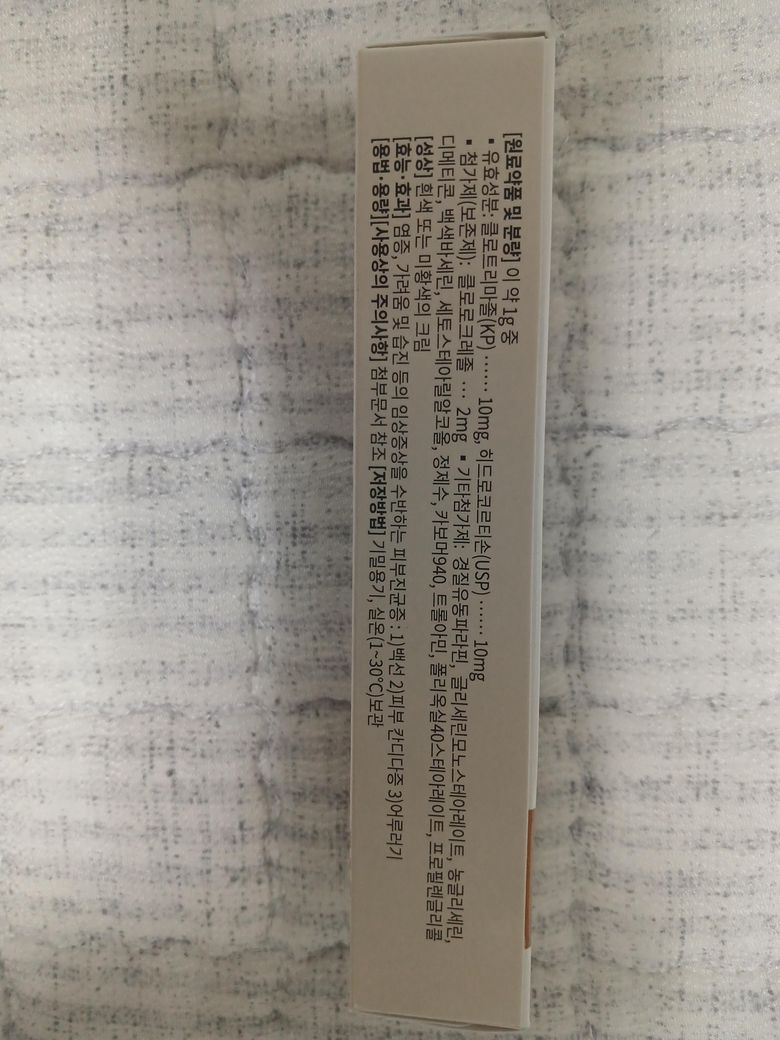 [원료약품 및 분량] 이 약 1g 중
▪ 유효성분: 클로트리마졸(KP) …… 10mg, 히드로코르티손(USP) …… 10mg
▪ 첨가제(보존제): 클로로크레졸 … 2mg ▪ 기타첨가제: 경질유동파라핀, 글리세린모노스테아레이트, 농글리세린,
디메티콘, 백색바세린, 세토스테아릴알코올, 정제수, 카보머940, 트롤아민, 폴리옥실40스테아레이트, 프로필렌글리콜
[성상] 흰색 또는 미황색의 크림
[효능·효과] 염증, 가려움 및 습진 등의 임상증상을 수반하는 피부진균증 : 1)백선 2)피부 칸디다증 3)어루러기
[용법·용량][사용상의 주의사항] 첨부문서 참조 [저장방법] 기밀용기, 실온(1~30°C)보관